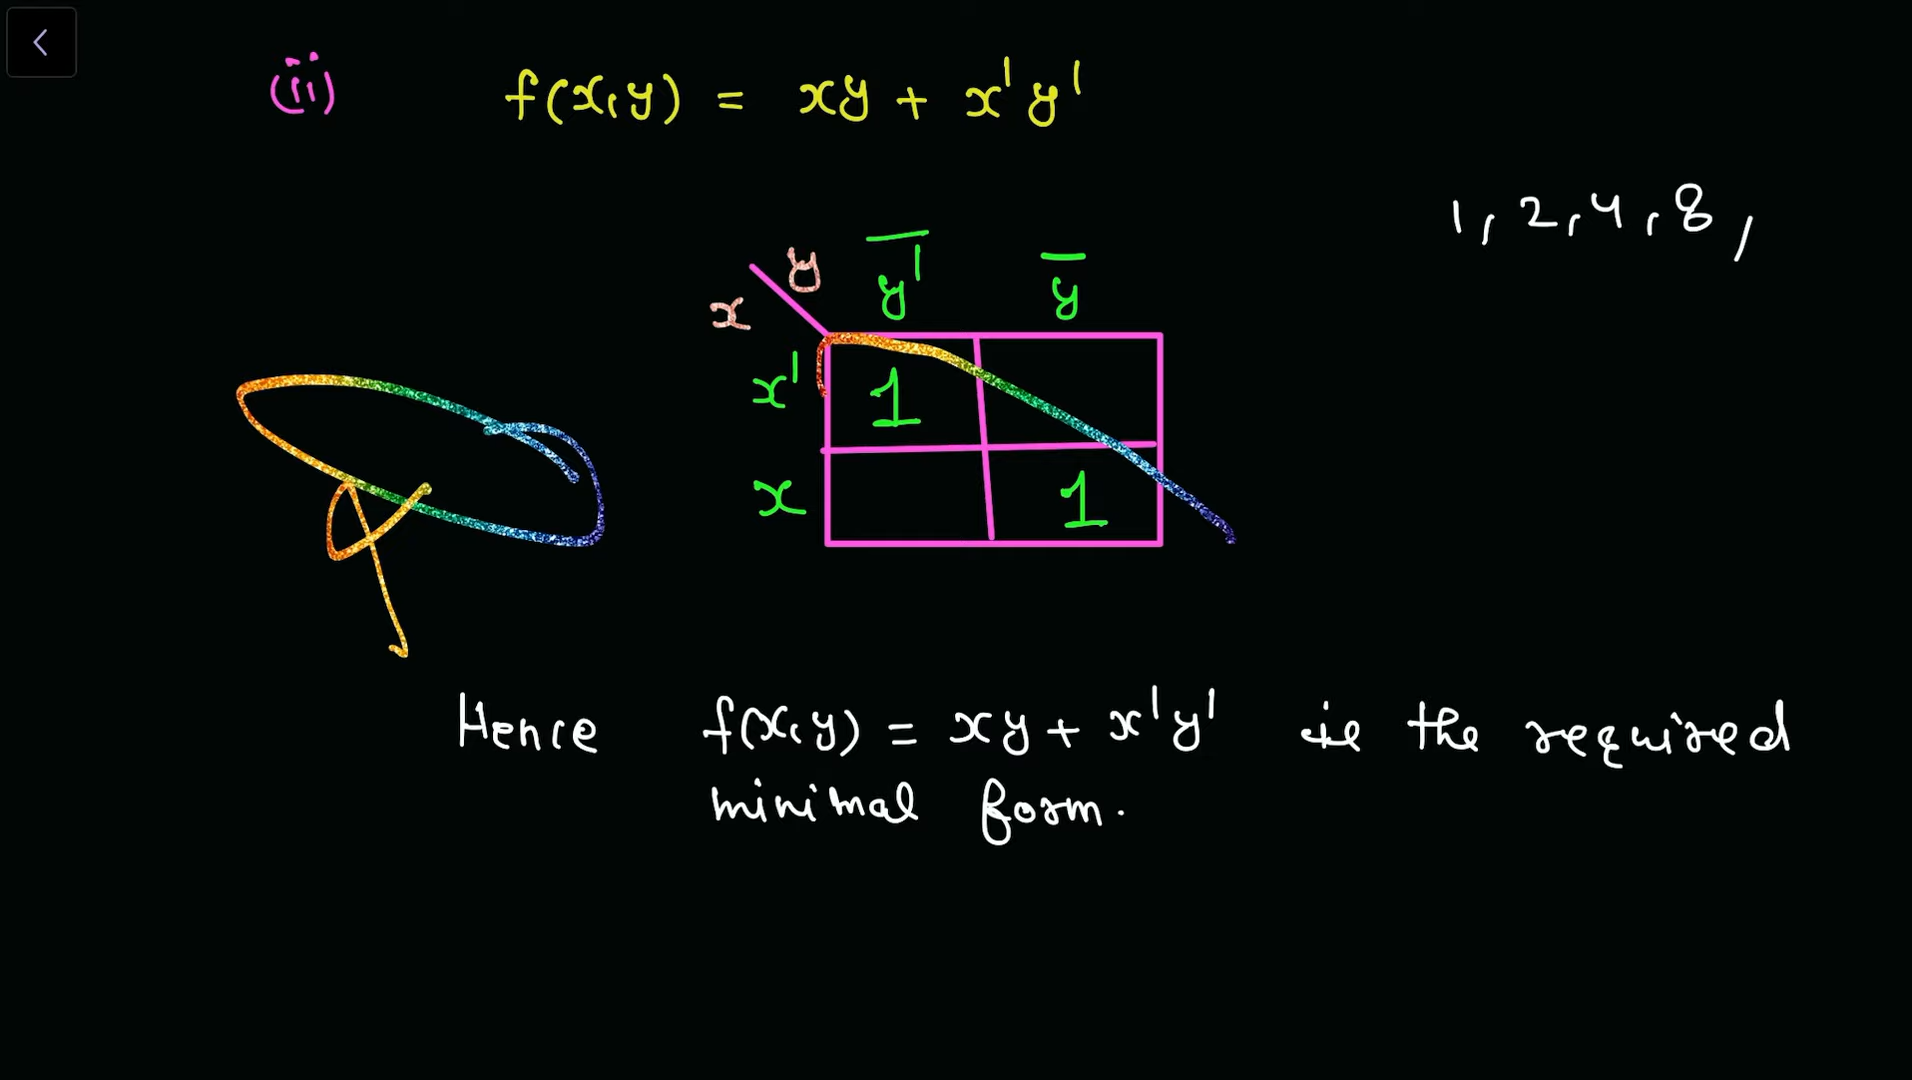 (ii) f(x,y) = xy + x'y'
1, 2, 4, 8,
y y' y
x
x' 1
x 1
Hence f(x,y) = xy + x'y' is the required
minimal form.